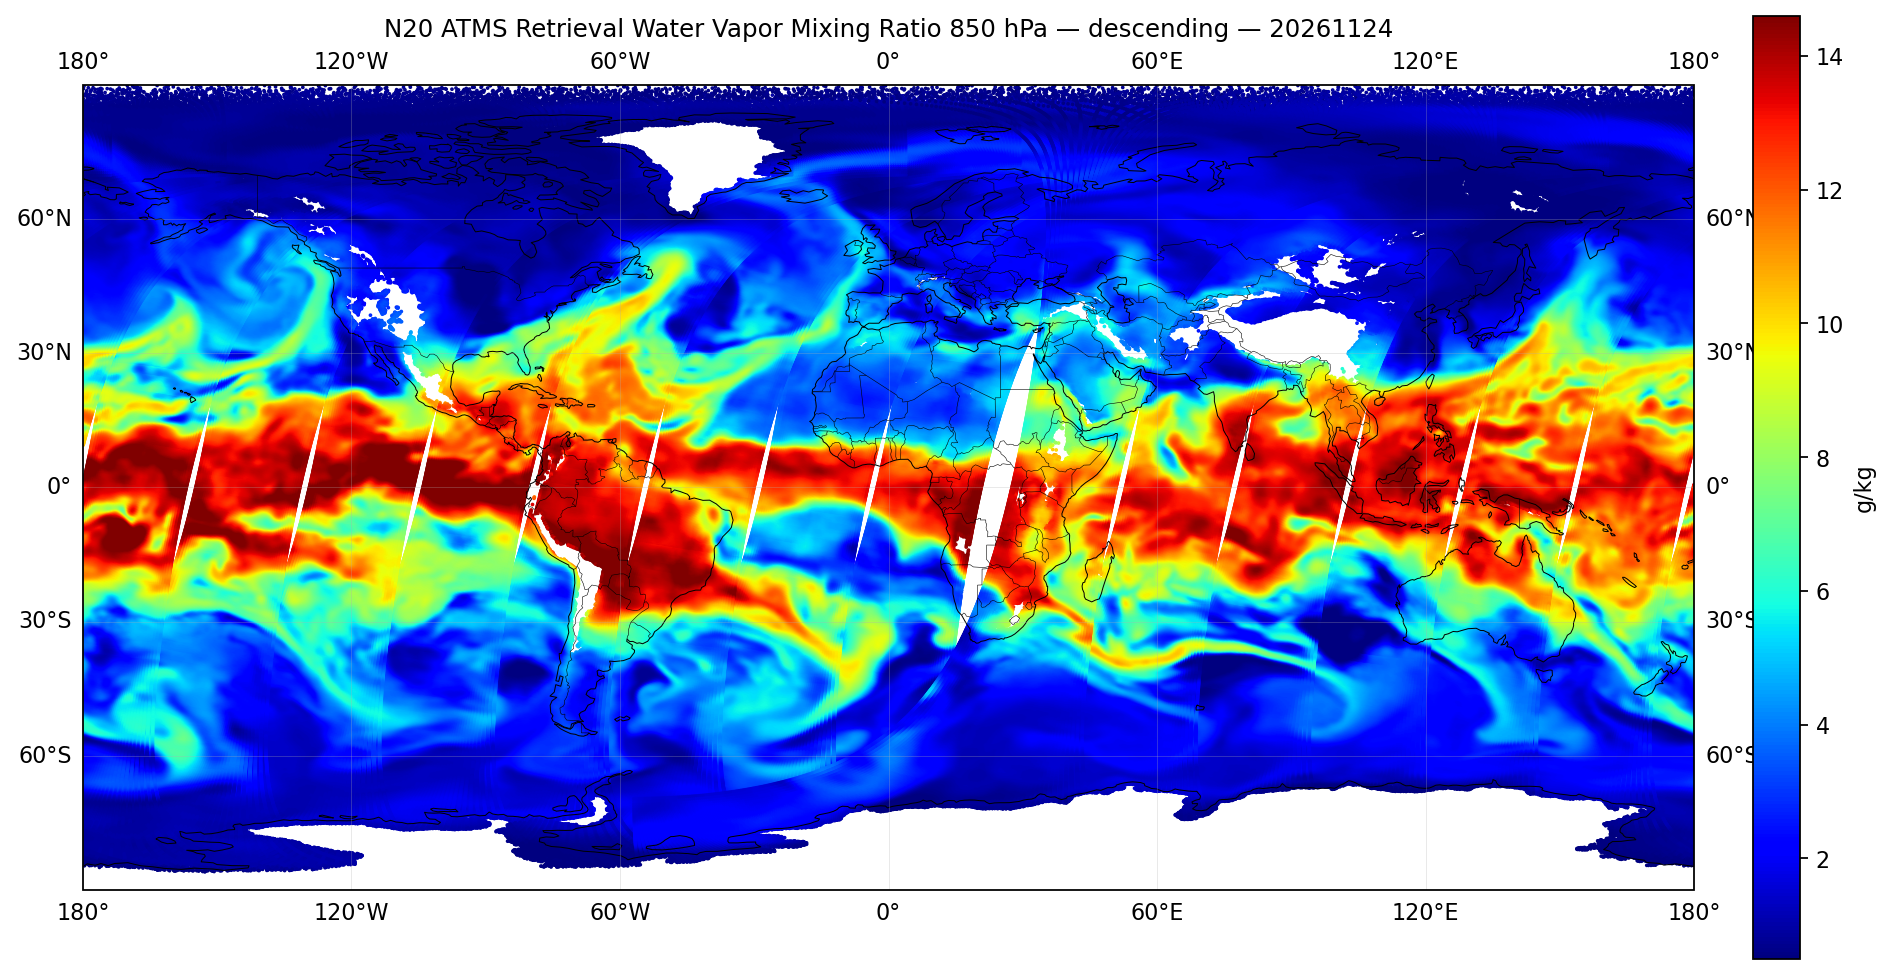 N20 ATMS Retrieval Water Vapor Mixing Ratio 850 hPa — descending — 20261124
180° 120°W 60°W 0° 60°E 120°E 180°
14
12
10
8
6
4
2
g/kg
60°N 60°N
30°N 30°N
0° 0°
30°S 30°S
60°S 60°S
180° 120°W 60°W 0° 60°E 120°E 180°